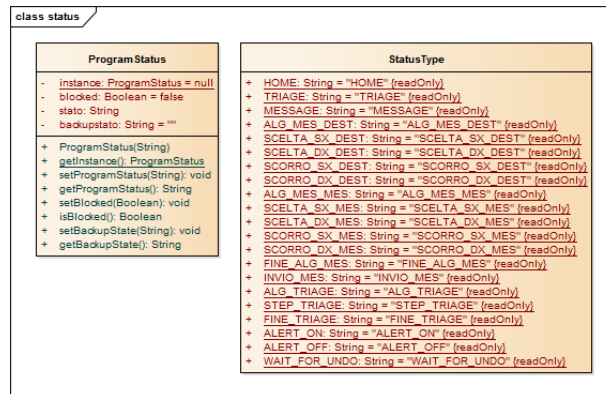 class status
ProgramStatus
- instance: ProgramStatus = null
- blocked: Boolean = false
- stato: String
- backupstato: String = ""
+ ProgramStatus(String)
+ getInstance(): ProgramStatus
+ setProgramStatus(String): void
+ getProgramStatus(): String
+ setBlocked(Boolean): void
+ isBlocked(): Boolean
+ setBackupState(String): void
+ getBackupState(): String
StatusType
+ HOME: String = "HOME" {readOnly}
+ TRIAGE: String = "TRIAGE" {readOnly}
+ MESSAGE: String = "MESSAGE" {readOnly}
+ ALG_MES_DEST: String = "ALG_MES_DEST" {readOnly}
+ SCELTA_SX_DEST: String = "SCELTA_SX_DEST" {readOnly}
+ SCELTA_DX_DEST: String = "SCELTA_DX_DEST" {readOnly}
+ SCORRO_SX_DEST: String = "SCORRO_SX_DEST" {readOnly}
+ SCORRO_DX_DEST: String = "SCORRO_DX_DEST" {readOnly}
+ ALG_MES_MES: String = "ALG_MES_MES" {readOnly}
+ SCELTA_SX_MES: String = "SCELTA_SX_MES" {readOnly}
+ SCELTA_DX_MES: String = "SCELTA_DX_MES" {readOnly}
+ SCORRO_SX_MES: String = "SCORRO_SX_MES" {readOnly}
+ SCORRO_DX_MES: String = "SCORRO_DX_MES" {readOnly}
+ FINE_ALG_MES: String = "FINE_ALG_MES" {readOnly}
+ INVIO_MES: String = "INVIO_MES" {readOnly}
+ ALG_TRIAGE: String = "ALG_TRIAGE" {readOnly}
+ STEP_TRIAGE: String = "STEP_TRIAGE" {readOnly}
+ FINE_TRIAGE: String = "FINE_TRIAGE" {readOnly}
+ ALERT_ON: String = "ALERT_ON" {readOnly}
+ ALERT_OFF: String = "ALERT_OFF" {readOnly}
+ WAIT_FOR_UNDO: String = "WAIT_FOR_UNDO" {readOnly}